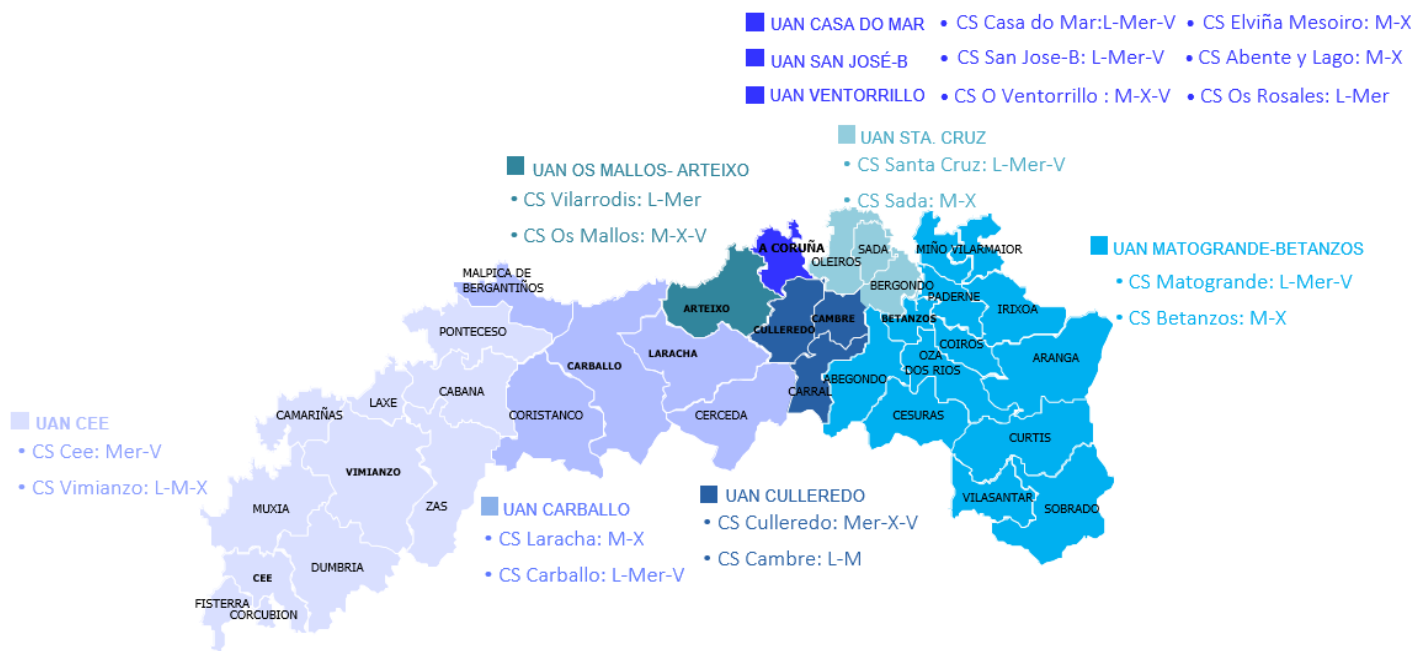 UAN CASA DO MAR • CS Casa do Mar:L-Mer-V • CS Elviña Mesoiro: M-X
UAN SAN JOSÉ-B • CS San Jose-B: L-Mer-V • CS Abente y Lago: M-X
UAN VENTORRILLO • CS O Ventorrillo : M-X-V • CS Os Rosales: L-Mer
UAN STA. CRUZ
• CS Santa Cruz: L-Mer-V
• CS Sada: M-X
UAN OS MALLOS- ARTEIXO
• CS Vilarrodis: L-Mer
• CS Os Mallos: M-X-V
UAN MATOGRANDE-BETANZOS
• CS Matogrande: L-Mer-V
• CS Betanzos: M-X
A CORUÑA
OLEIROS
SADA
BERGONDO
MIÑO
VILARMAIOR
PADERNE
IRIXOA
BETANZOS
COIROS
ARANGA
OZA
DOS RIOS
ABEGONDO
CESURAS
CURTIS
VILASANTAR
SOBRADO
MALPICA DE
BERGANTIÑOS
ARTEIXO
CULLEREDO
CAMBRE
CARRAL
PONTECESO
CARBALLO
LARACHA
CERCEDA
CORISTANCO
CABANA
LAXE
CAMARIÑAS
VIMIANZO
ZAS
MUXIA
DUMBRIA
CEE
FISTERRA
CORCUBION
UAN CEE
• CS Cee: Mer-V
• CS Vimianzo: L-M-X
UAN CARBALLO
• CS Laracha: M-X
• CS Carballo: L-Mer-V
UAN CULLEREDO
• CS Culleredo: Mer-X-V
• CS Cambre: L-M